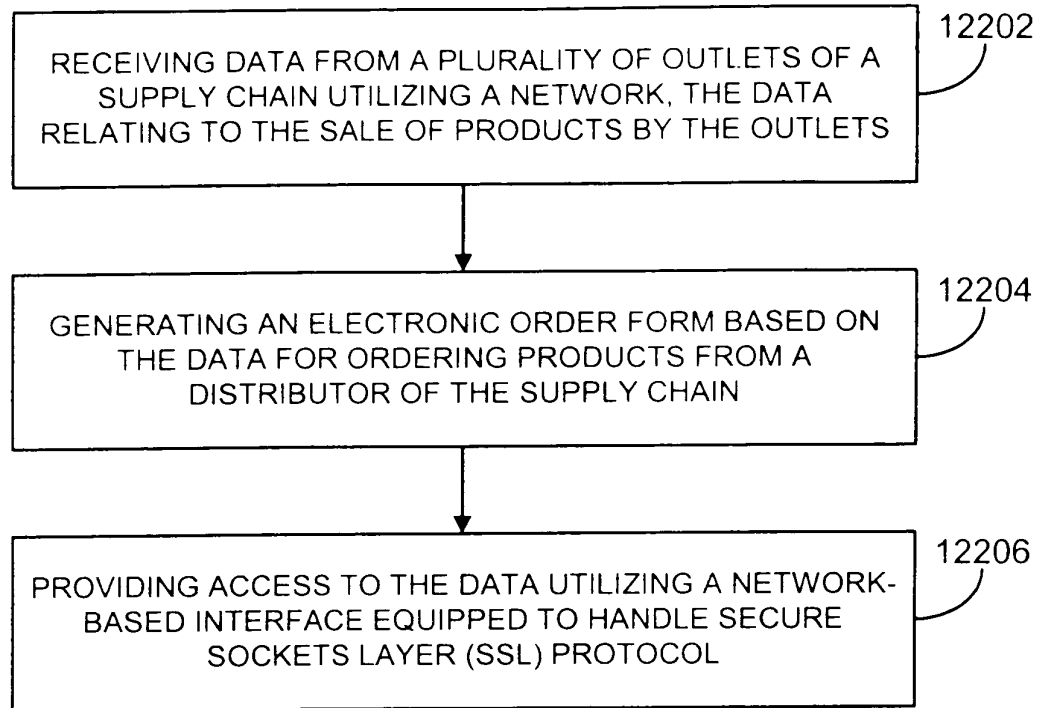 12202
RECEIVING DATA FROM A PLURALITY OF OUTLETS OF A
SUPPLY CHAIN UTILIZING A NETWORK, THE DATA
RELATING TO THE SALE OF PRODUCTS BY THE OUTLETS
12204
GENERATING AN ELECTRONIC ORDER FORM BASED ON
THE DATA FOR ORDERING PRODUCTS FROM A
DISTRIBUTOR OF THE SUPPLY CHAIN
12206
PROVIDING ACCESS TO THE DATA UTILIZING A NETWORK-
BASED INTERFACE EQUIPPED TO HANDLE SECURE
SOCKETS LAYER (SSL) PROTOCOL